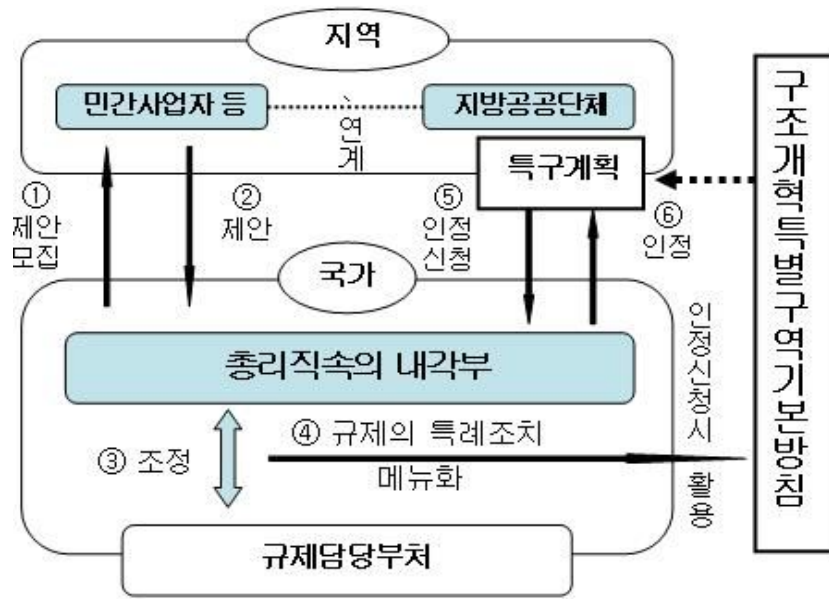 지역
민간사업자 등
지방공공단체
、연계
특구계획
①
제안
모집
②
제안
⑤
인정
신청
⑥
인정
국가
총리직속의 내각부
③ 조정
④ 규제의 특례조치
메뉴화
인정신청시 활용
규제담당부처
구조개혁특별구역기본방침